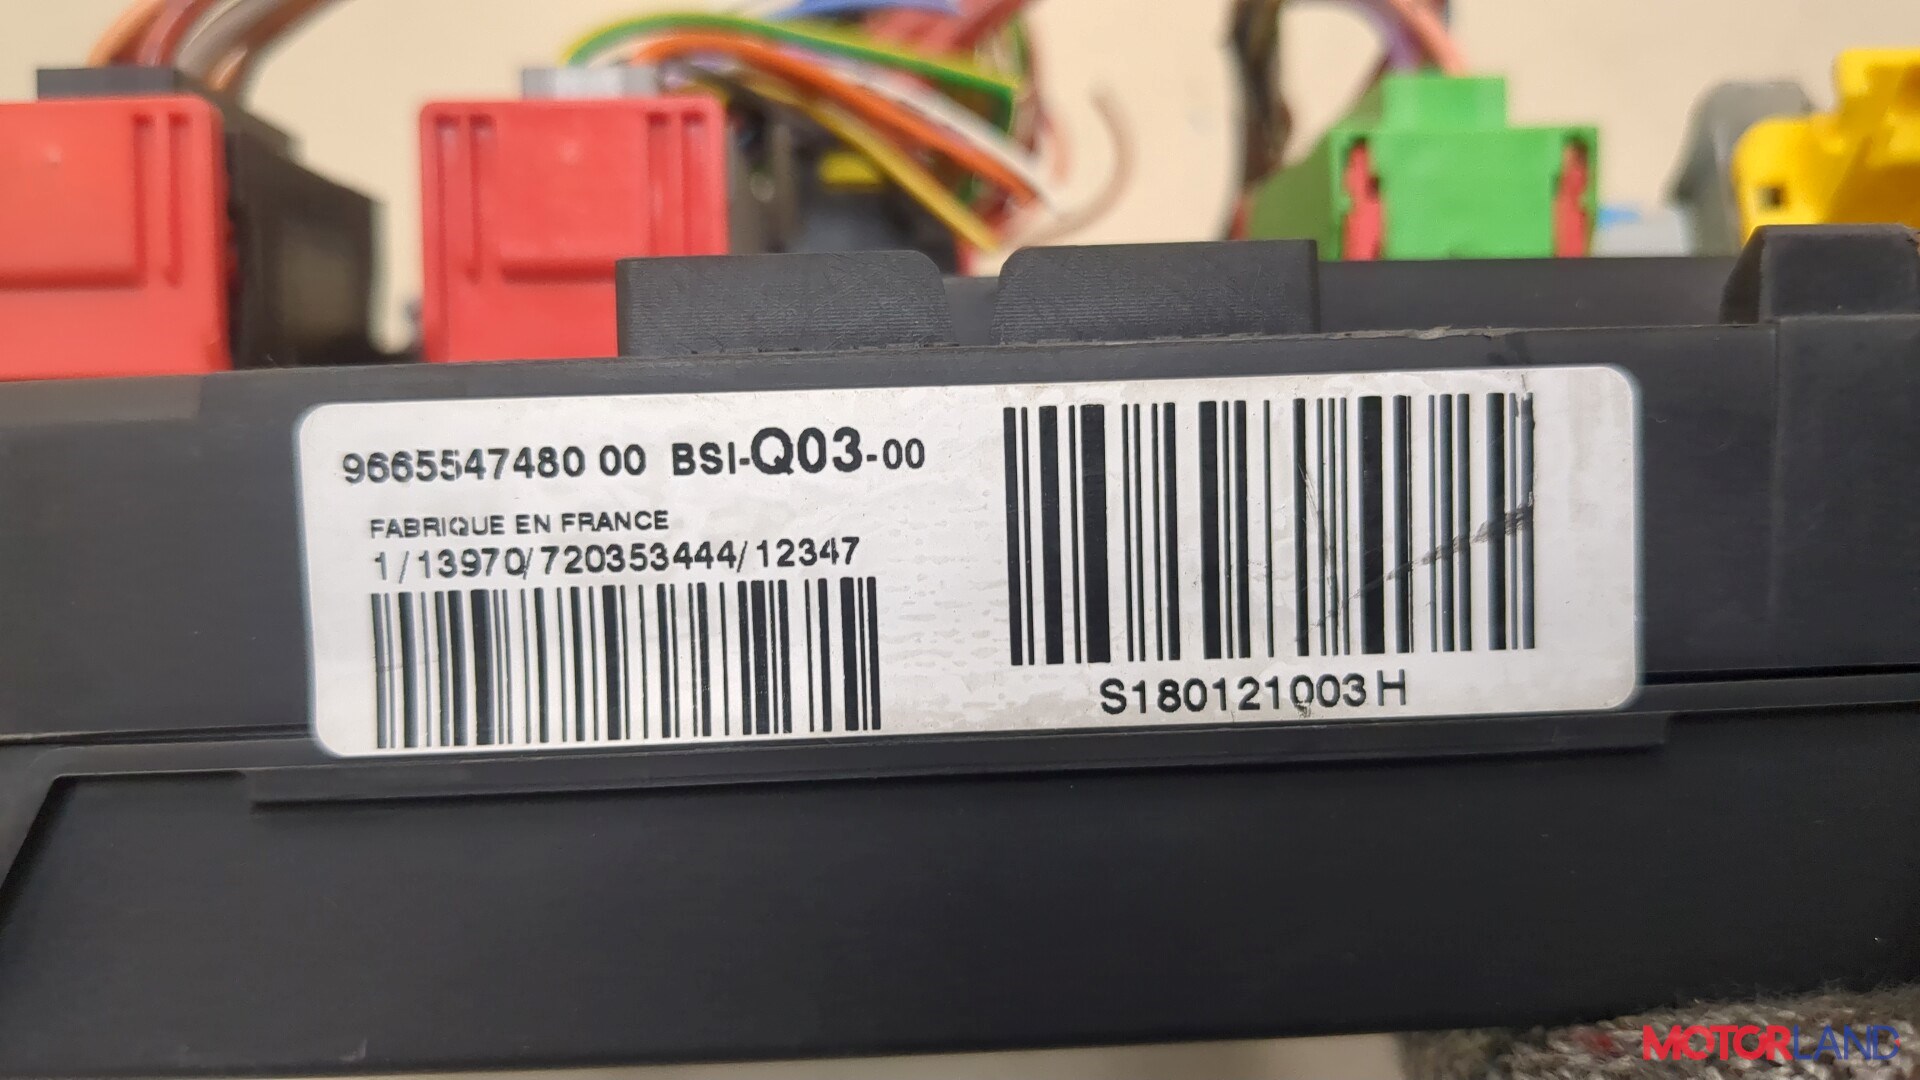 9665547480 00 BSI-Q03-00
FABRIQUE EN FRANCE
1/13970/720353444/12347
S180121003H
MOTORLAND